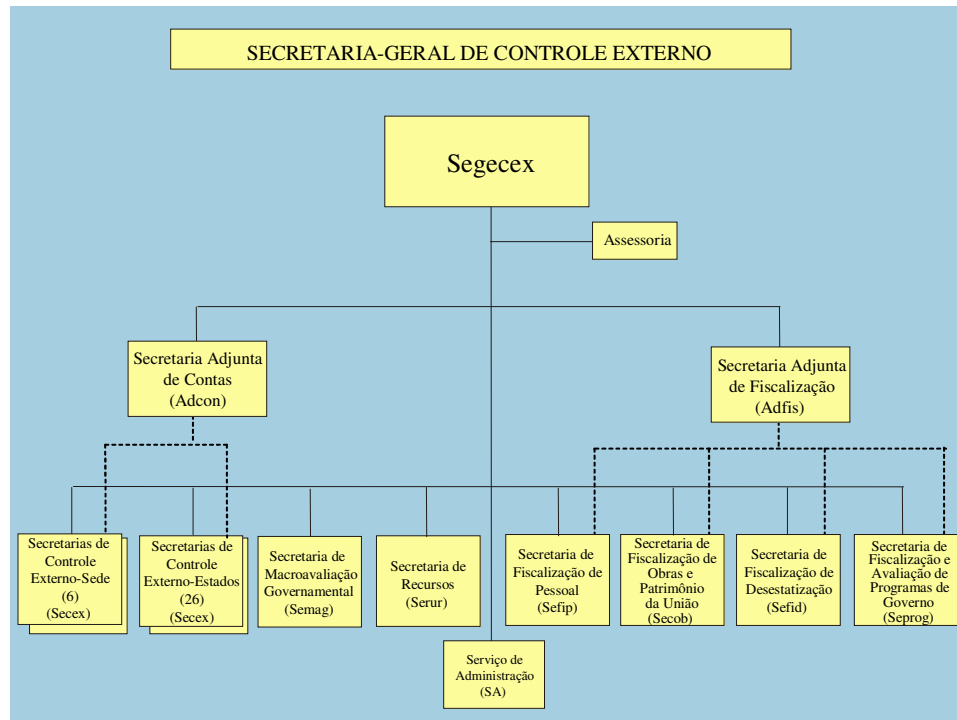 SECRETARIA-GERAL DE CONTROLE EXTERNO
Segecex
Assessoria
Secretaria Adjunta
de Contas
(Adcon)
Secretaria Adjunta
de Fiscalização
(Adfis)
Secretarias de
Controle
Externo-Sede
(6)
(Secex)
Secretarias de
Controle
Externo-Estados
(26)
(Secex)
Secretaria de
Macroavaliação
Governamental
(Semag)
Secretaria de
Recursos
(Serur)
Secretaria de
Fiscalização de
Pessoal
(Sefip)
Secretaria de
Fiscalização de
Obras e
Patrimônio
da União
(Secob)
Secretaria de
Fiscalização de
Desestatização
(Sefid)
Secretaria de
Fiscalização e
Avaliação de
Programas de
Governo
(Seprog)
Serviço de
Administração
(SA)